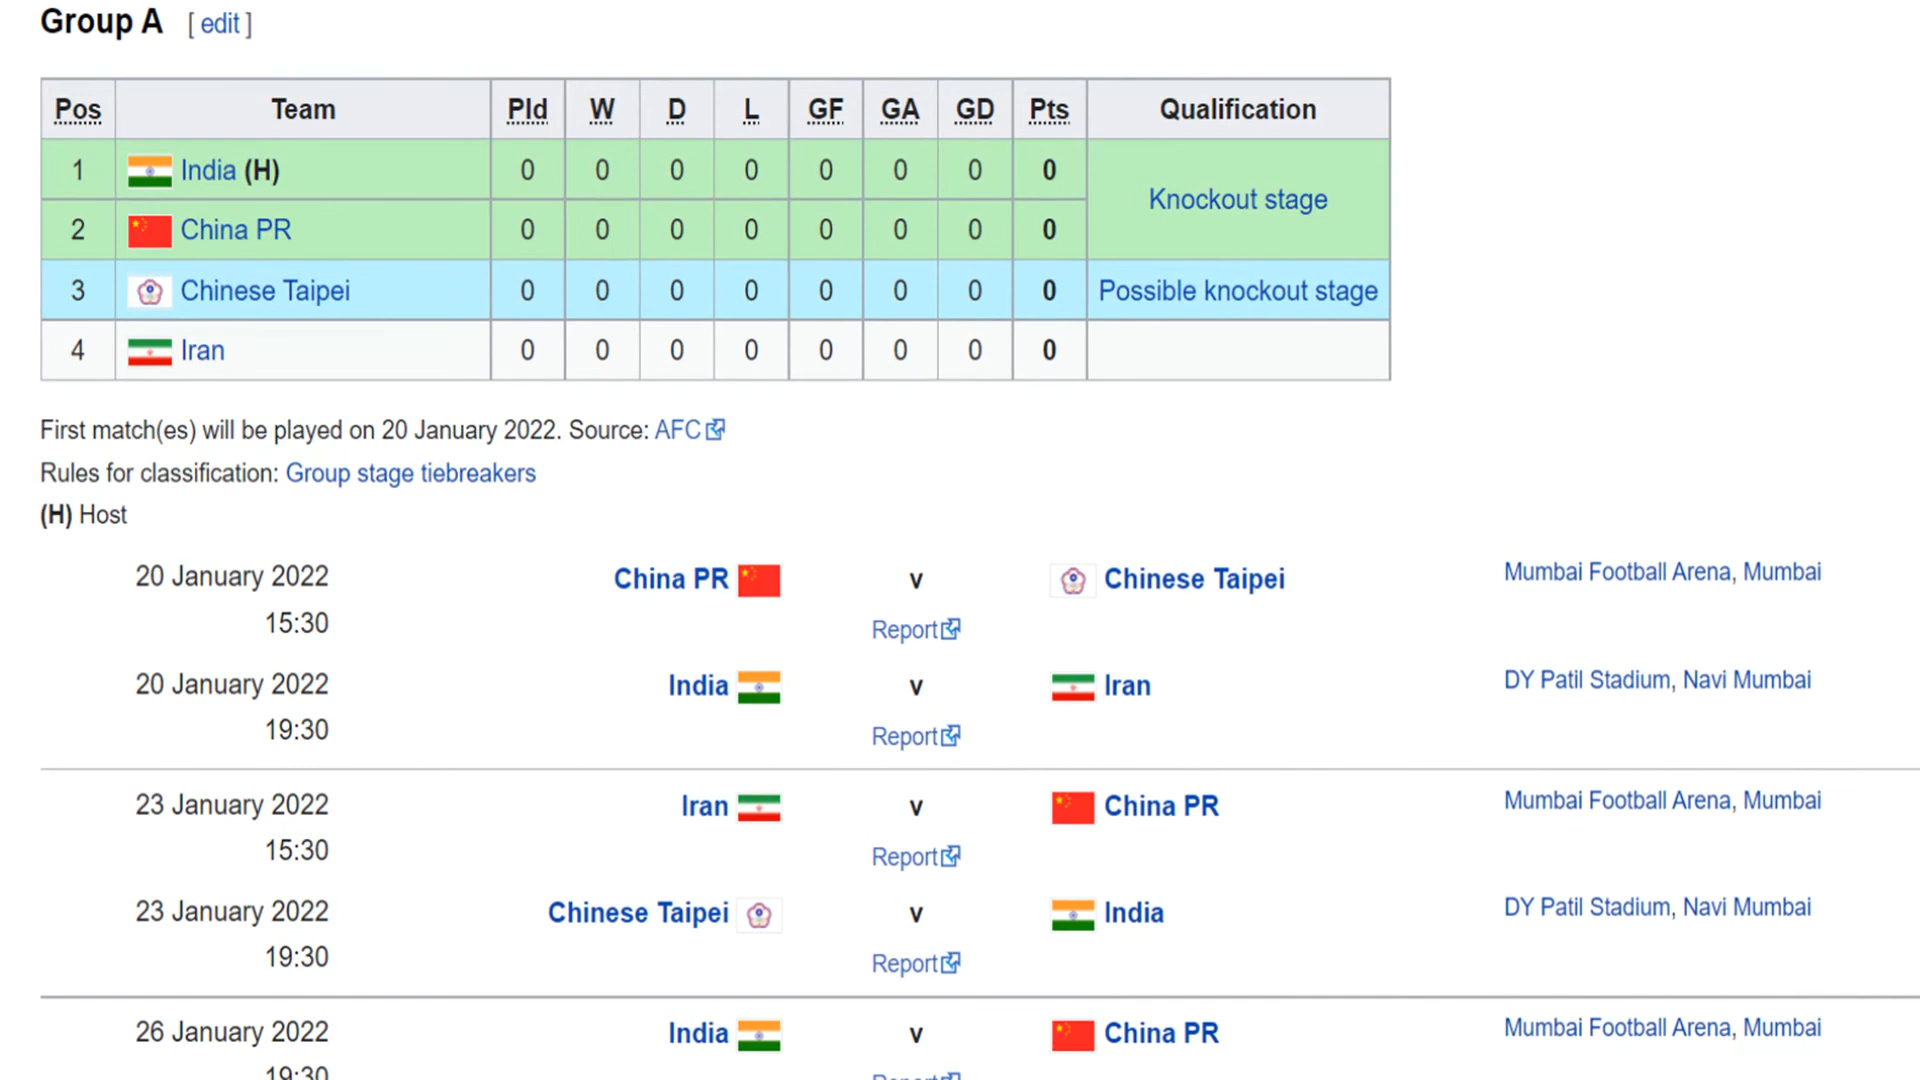 Group A [ edit ]
Pos Team Pld W D L GF GA GD Pts Qualification
1 India (H) 0 0 0 0 0 0 0 0 Knockout stage
2 China PR 0 0 0 0 0 0 0 0
3 Chinese Taipei 0 0 0 0 0 0 0 0 Possible knockout stage
4 Iran 0 0 0 0 0 0 0 0
First match(es) will be played on 20 January 2022. Source: AFC
Rules for classification: Group stage tiebreakers
(H) Host
20 January 2022 China PR v Chinese Taipei Mumbai Football Arena, Mumbai
15:30 Report
20 January 2022 India v Iran DY Patil Stadium, Navi Mumbai
19:30 Report
23 January 2022 Iran v China PR Mumbai Football Arena, Mumbai
15:30 Report
23 January 2022 Chinese Taipei v India DY Patil Stadium, Navi Mumbai
19:30 Report
26 January 2022 India v China PR Mumbai Football Arena, Mumbai
19:30 Report